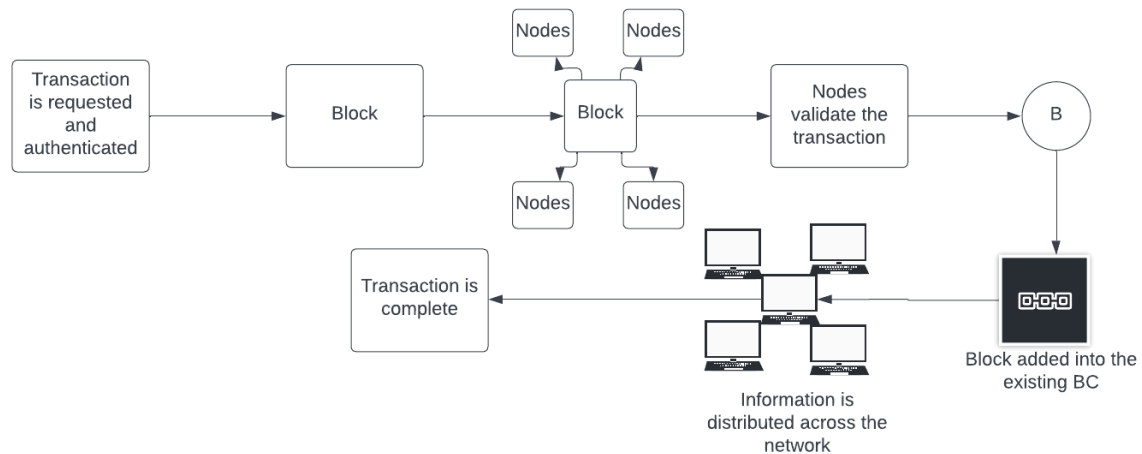 Transaction
is requested
and
authenticated
Block
Nodes
Nodes
Block
Nodes
Nodes
Nodes
validate the
transaction
B
Block added into the
existing BC
Information is
distributed across the
network
Transaction is
complete